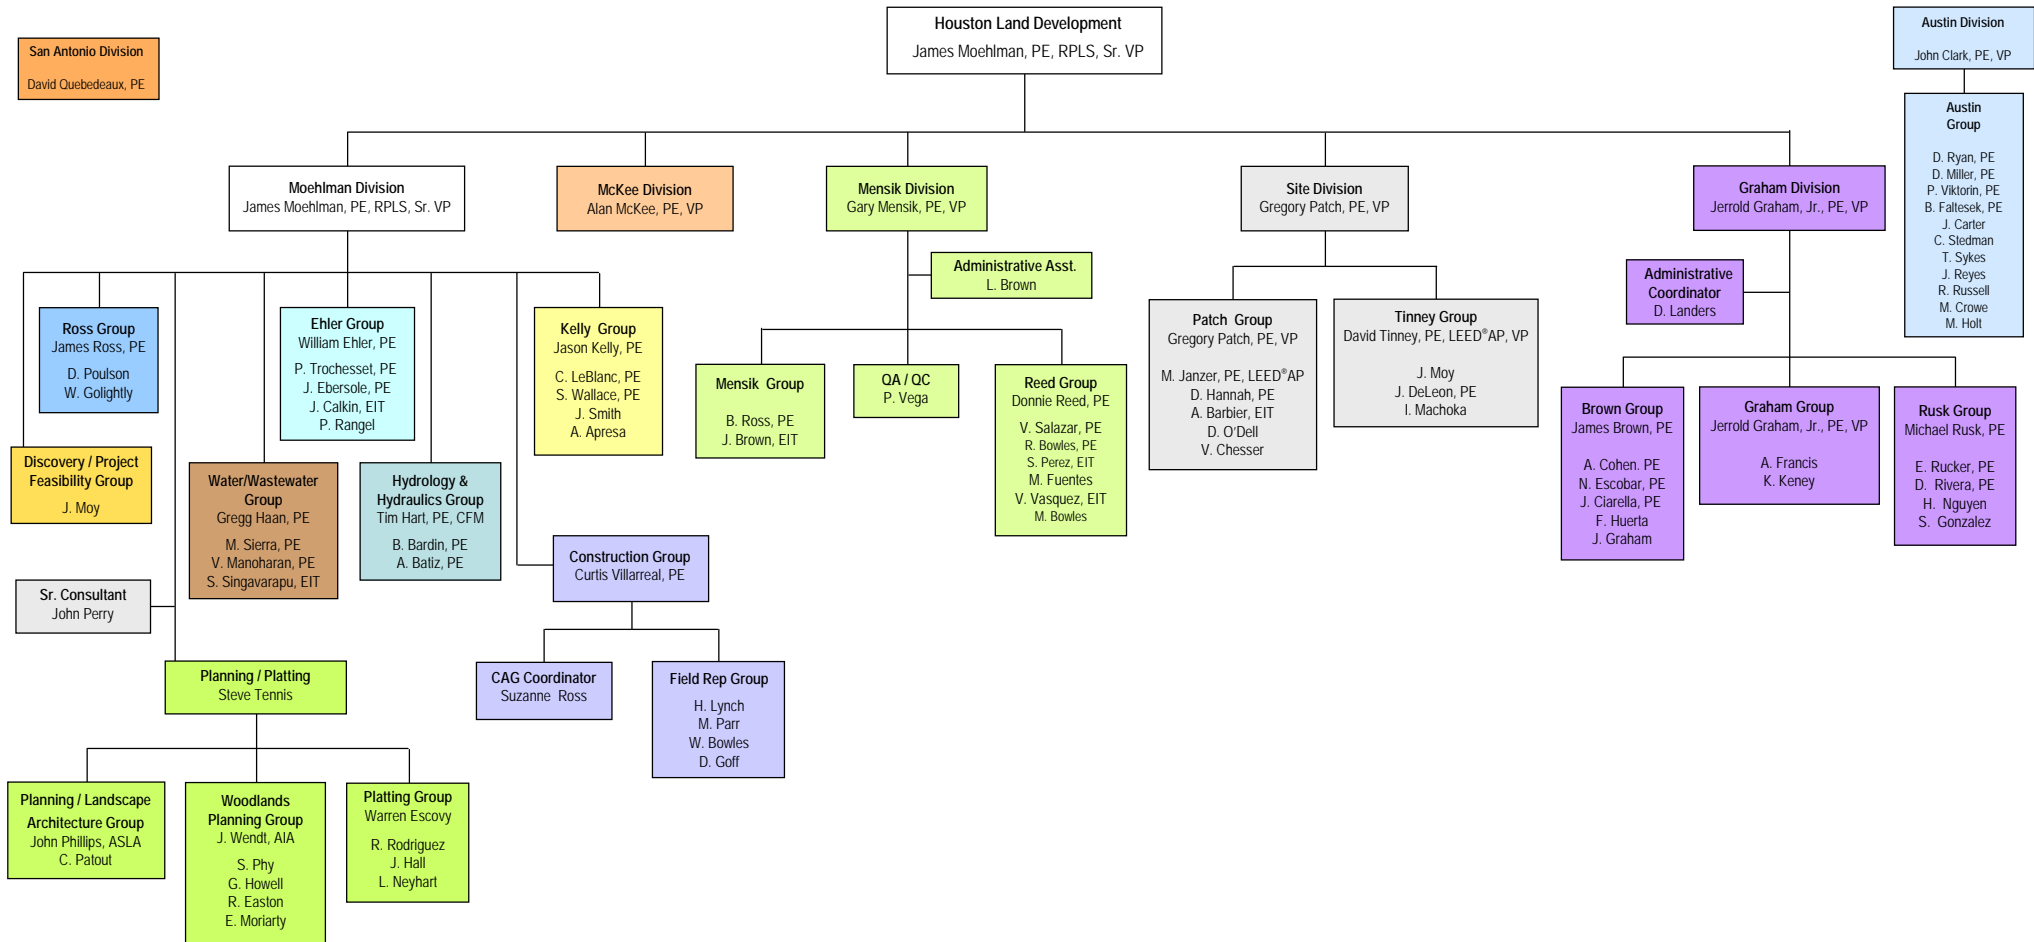 Houston Land Development
James Moehlman, PE, RPLS, Sr. VP
San Antonio Division
David Quebedeaux, PE
Austin Division
John Clark, PE, VP
Austin
Group
D. Ryan, PE
D. Miller, PE
P. Viktorin, PE
B. Faltesek, PE
J. Carter
C. Stedman
T. Sykes
J. Reyes
R. Russell
M. Crowe
M. Holt
Moehlman Division
James Moehlman, PE, RPLS, Sr. VP
McKee Division
Alan McKee, PE, VP
Mensik Division
Gary Mensik, PE, VP
Site Division
Gregory Patch, PE, VP
Graham Division
Jerrold Graham, Jr., PE, VP
Administrative Asst.
L. Brown
Administrative
Coordinator
D. Landers
Ross Group
James Ross, PE
D. Poulson
W. Golightly
Ehler Group
William Ehler, PE
P. Trochesset, PE
J. Ebersole, PE
J. Calkin, EIT
P. Rangel
Kelly Group
Jason Kelly, PE
C. LeBlanc, PE
S. Wallace, PE
J. Smith
A. Apresa
Mensik Group
B. Ross, PE
J. Brown, EIT
QA / QC
P. Vega
Reed Group
Donnie Reed, PE
V. Salazar, PE
R. Bowles, PE
S. Perez, EIT
M. Fuentes
V. Vasquez, EIT
M. Bowles
Patch Group
Gregory Patch, PE, VP
M. Janzer, PE, LEED®AP
D. Hannah, PE
A. Barbier, EIT
D. O'Dell
V. Chesser
Tinney Group
David Tinney, PE, LEED®AP, VP
J. Moy
J. DeLeon, PE
I. Machoka
Brown Group
James Brown, PE
A. Cohen. PE
N. Escobar, PE
J. Ciarella, PE
F. Huerta
J. Graham
Graham Group
Jerrold Graham, Jr., PE, VP
A. Francis
K. Keney
Rusk Group
Michael Rusk, PE
E. Rucker, PE
D. Rivera, PE
H. Nguyen
S. Gonzalez
Discovery / Project
Feasibility Group
J. Moy
Water/Wastewater
Group
Gregg Haan, PE
M. Sierra, PE
V. Manoharan, PE
S. Singavarapu, EIT
Hydrology &
Hydraulics Group
Tim Hart, PE, CFM
B. Bardin, PE
A. Batiz, PE
Construction Group
Curtis Villarreal, PE
Sr. Consultant
John Perry
Planning / Platting
Steve Tennis
CAG Coordinator
Suzanne Ross
Field Rep Group
H. Lynch
M. Parr
W. Bowles
D. Goff
Planning / Landscape
Architecture Group
John Phillips, ASLA
C. Patout
Woodlands
Planning Group
J. Wendt, AIA
S. Phy
G. Howell
R. Easton
E. Moriarty
Platting Group
Warren Escovy
R. Rodriguez
J. Hall
L. Neyhart